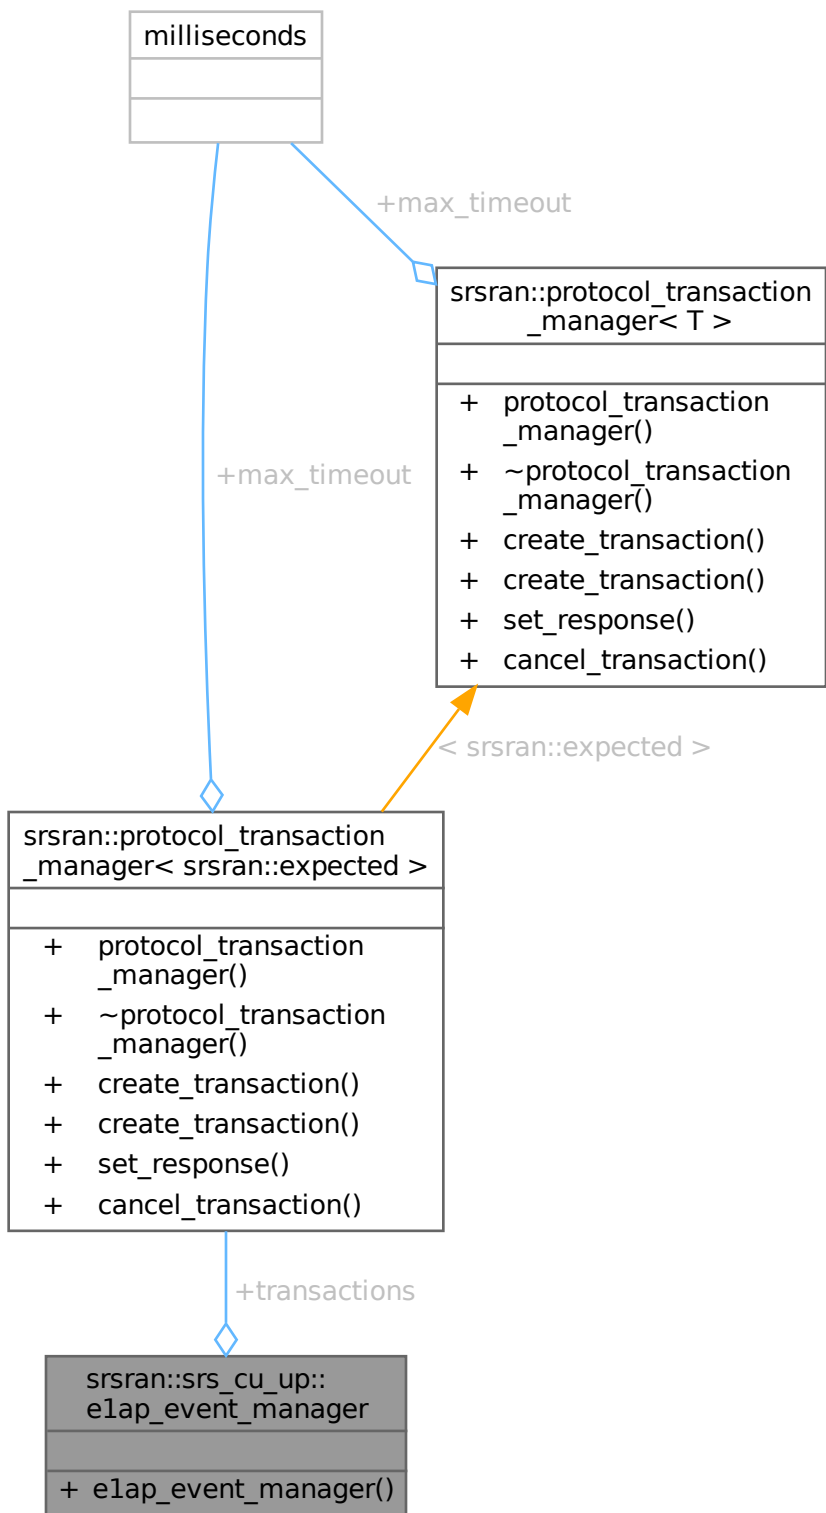 milliseconds
+max_timeout
srsran::protocol_transaction
_manager< T >
+ protocol_transaction
_manager()
+ ~protocol_transaction
_manager()
+ create_transaction()
+ create_transaction()
+ set_response()
+ cancel_transaction()
+max_timeout
< srsran::expected >
srsran::protocol_transaction
_manager< srsran::expected >
+ protocol_transaction
_manager()
+ ~protocol_transaction
_manager()
+ create_transaction()
+ create_transaction()
+ set_response()
+ cancel_transaction()
+transactions
srsran::srs_cu_up::
e1ap_event_manager
+ e1ap_event_manager()